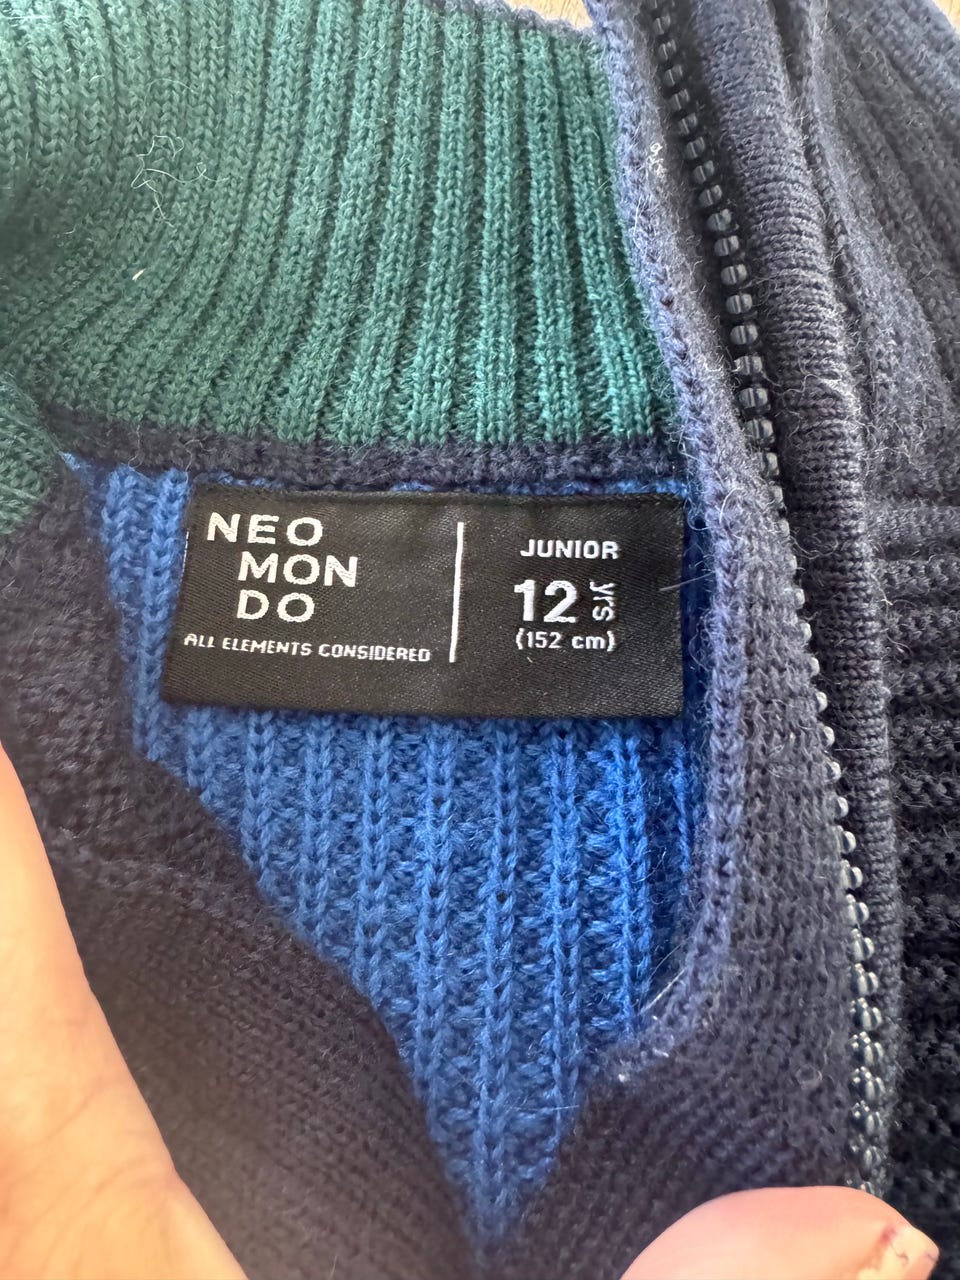 NEO
MON
DO
ALL ELEMENTS CONSIDERED
JUNIOR
12 yrs
(152 cm)